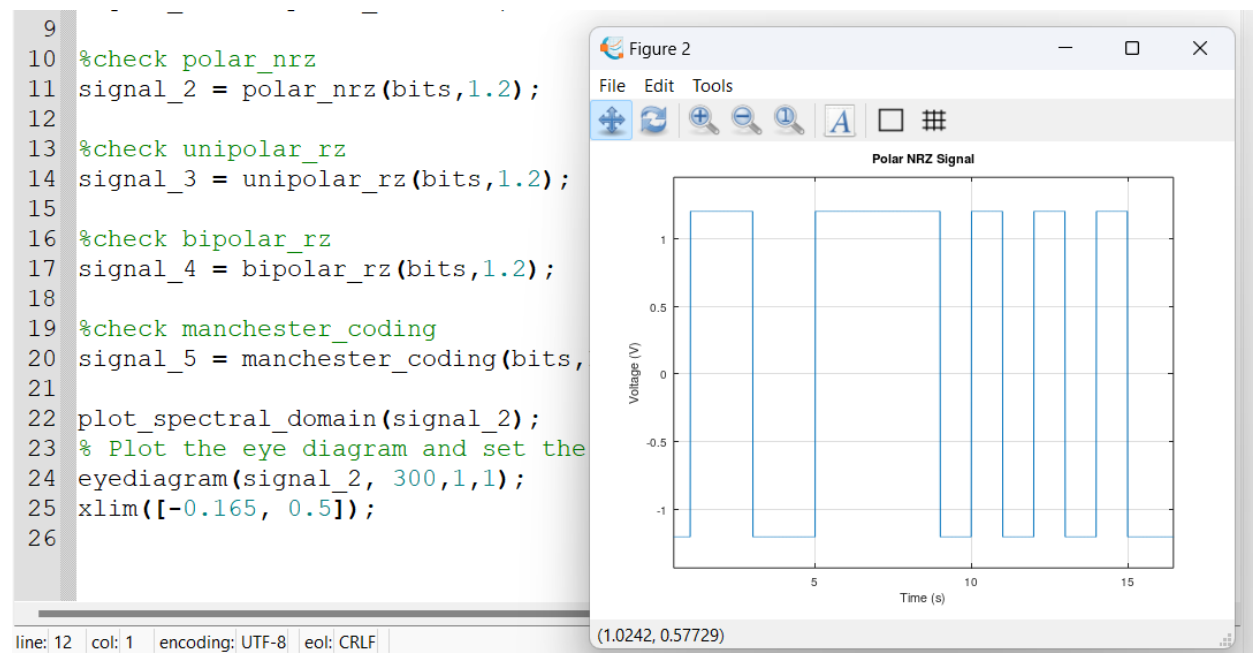 9
10 %check polar_nrz
11 signal_2 = polar_nrz(bits,1.2);
12
13 %check unipolar_rz
14 signal_3 = unipolar_rz(bits,1.2);
15
16 %check bipolar_rz
17 signal_4 = bipolar_rz(bits,1.2);
18
19 %check manchester_coding
20 signal_5 = manchester_coding(bits,
21
22 plot_spectral_domain(signal_2);
23 % Plot the eye diagram and set the
24 eyediagram(signal_2, 300,1,1);
25 xlim([-0.165, 0.5]);
26
line: 12 col: 1 encoding: UTF-8 eol: CRLF
Figure 2
File Edit Tools
A
Polar NRZ Signal
1
0.5
0
-0.5
-1
Voltage (V)
5 10 15
Time (s)
(1.0242, 0.57729)